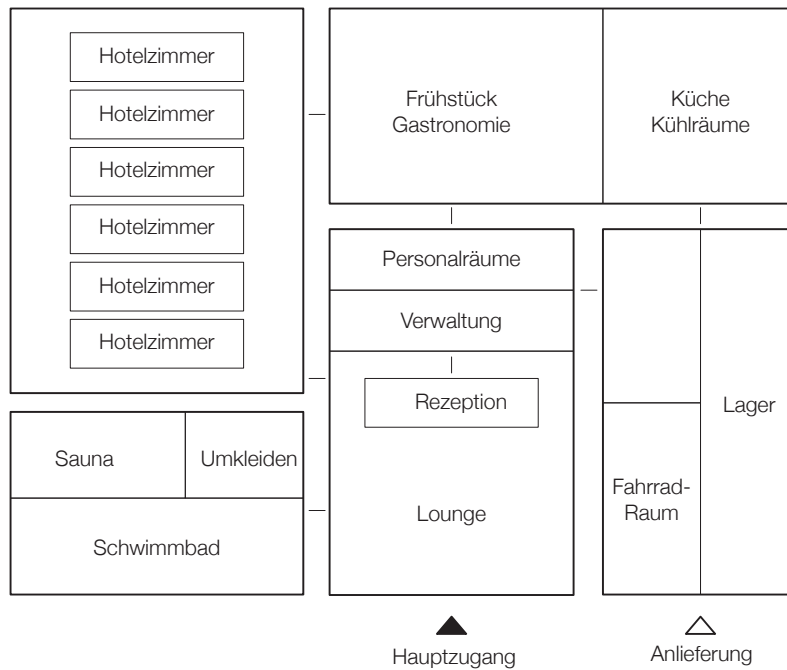 Hotelzimmer
Hotelzimmer
Hotelzimmer
Hotelzimmer
Hotelzimmer
Hotelzimmer
Frühstück
Gastronomie
Küche
Kühlräume
Personalräume
Verwaltung
Rezeption
Lounge
Sauna
Umkleiden
Schwimmbad
Fahrrad-
Raum
Lager
Hauptzugang
Anlieferung